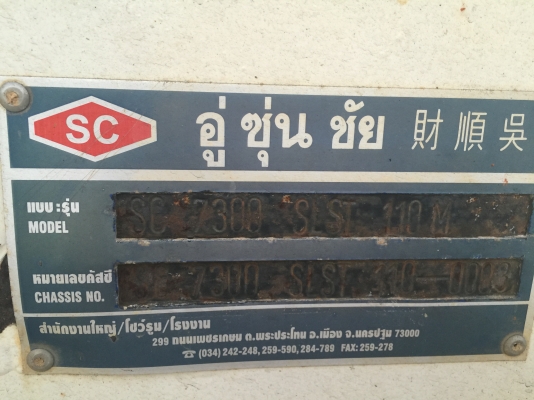 SC อู่ ซุ่น ชัย 財 順 吳
แบบ:รุ่น
MODEL SC 7300 SLST 110 M
หมายเลขคัสซี
CHASSIS NO. SC 7300 SLST 110-0013
สำนักงานใหญ่/โชว์รูม/โรงงาน
299 ถนนเพชรเกษม ต.พระประโทน อ.เมือง จ.นครปฐม 73000
☎ (034) 242-248, 259-590, 284-789 FAX: 259-278